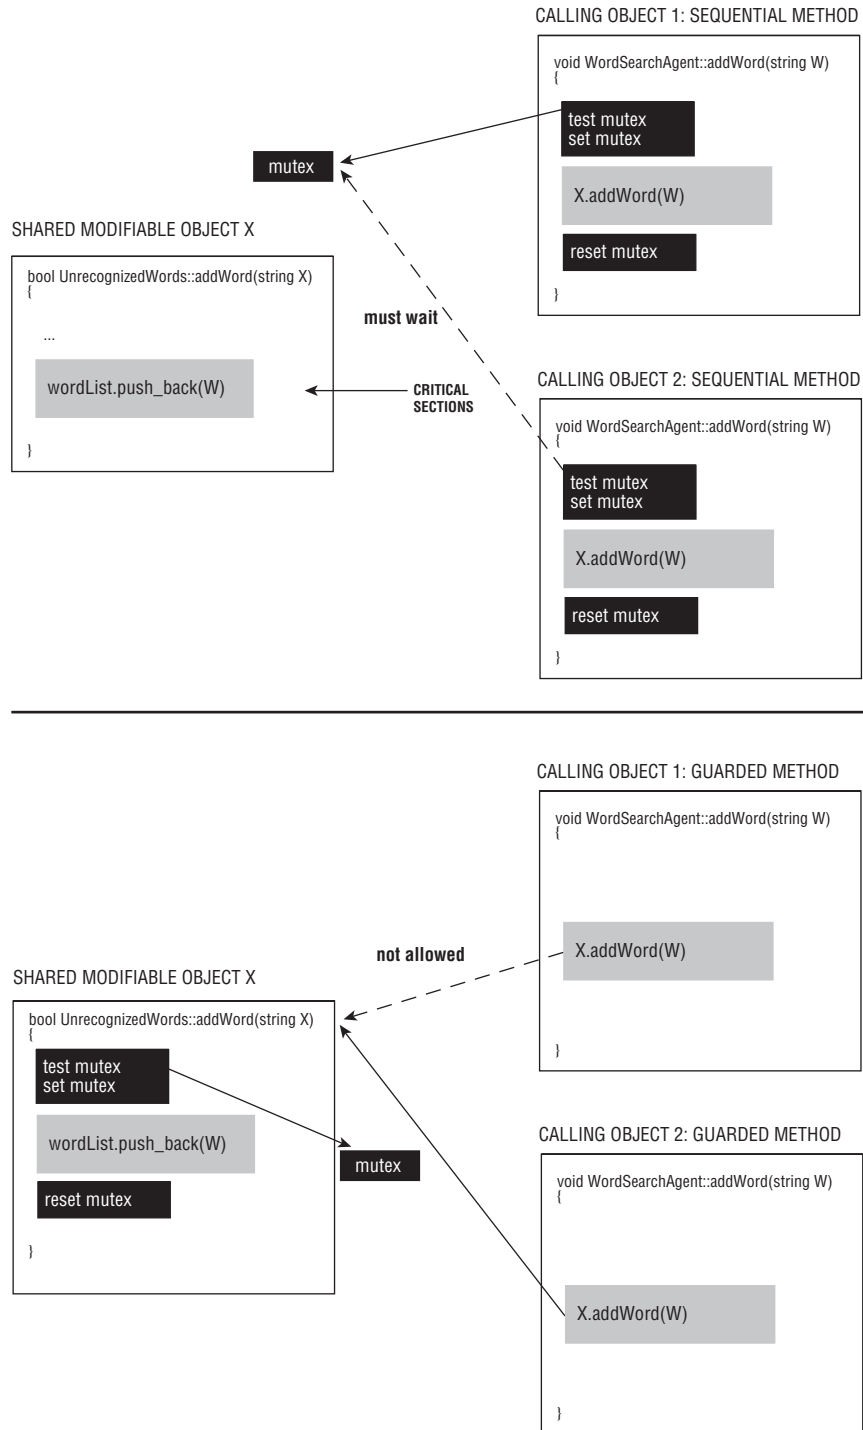 CALLING OBJECT 1: SEQUENTIAL METHOD
void WordSearchAgent::addWord(string W)
{
test mutex
set mutex
X.addWord(W)
reset mutex
}
mutex
SHARED MODIFIABLE OBJECT X
bool UnrecognizedWords::addWord(string X)
{
...
wordList.push_back(W)
}
must wait
CRITICAL
SECTIONS
CALLING OBJECT 2: SEQUENTIAL METHOD
void WordSearchAgent::addWord(string W)
{
test mutex
set mutex
X.addWord(W)
reset mutex
}
CALLING OBJECT 1: GUARDED METHOD
void WordSearchAgent::addWord(string W)
{
X.addWord(W)
}
not allowed
SHARED MODIFIABLE OBJECT X
bool UnrecognizedWords::addWord(string X)
{
test mutex
set mutex
wordList.push_back(W)
reset mutex
}
mutex
CALLING OBJECT 2: GUARDED METHOD
void WordSearchAgent::addWord(string W)
{
X.addWord(W)
}